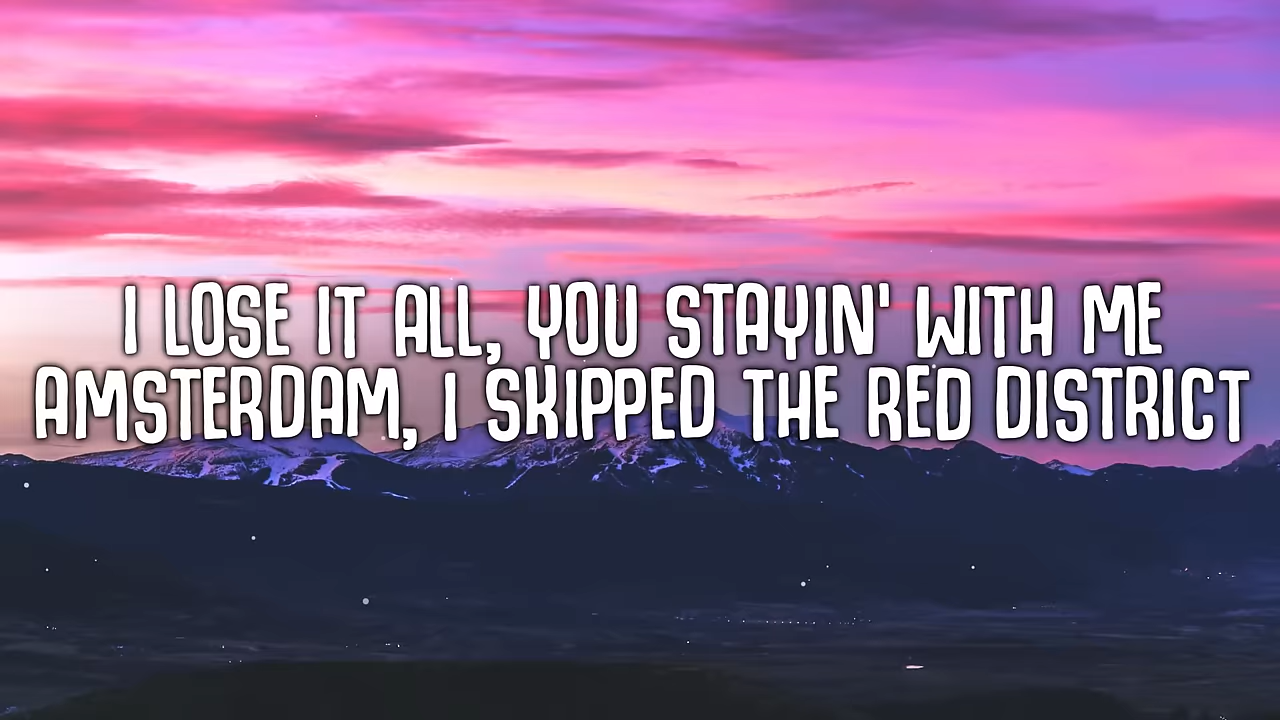 I LOSE IT ALL, YOU STAYIN' WITH ME
AMSTERDAM, I SKIPPED THE RED DISTRICT